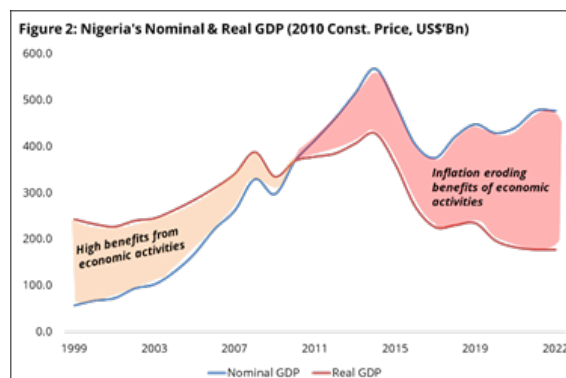 Figure 2: Nigeria's Nominal & Real GDP (2010 Const. Price, US$'Bn)
600.0
500.0
400.0
300.0
200.0
100.0
0.0
High benefits from
economic activities
Inflation eroding
benefits of economic
activities
1999 2003 2007 2011 2015 2019 2022
Nominal GDP Real GDP